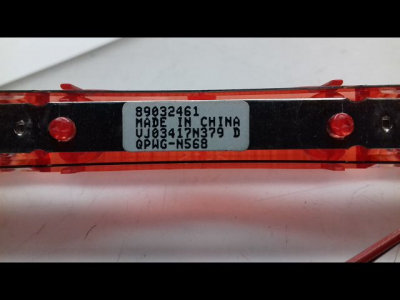 89032461
MADE IN CHINA
VJ03417N379 D
QPWG-N568